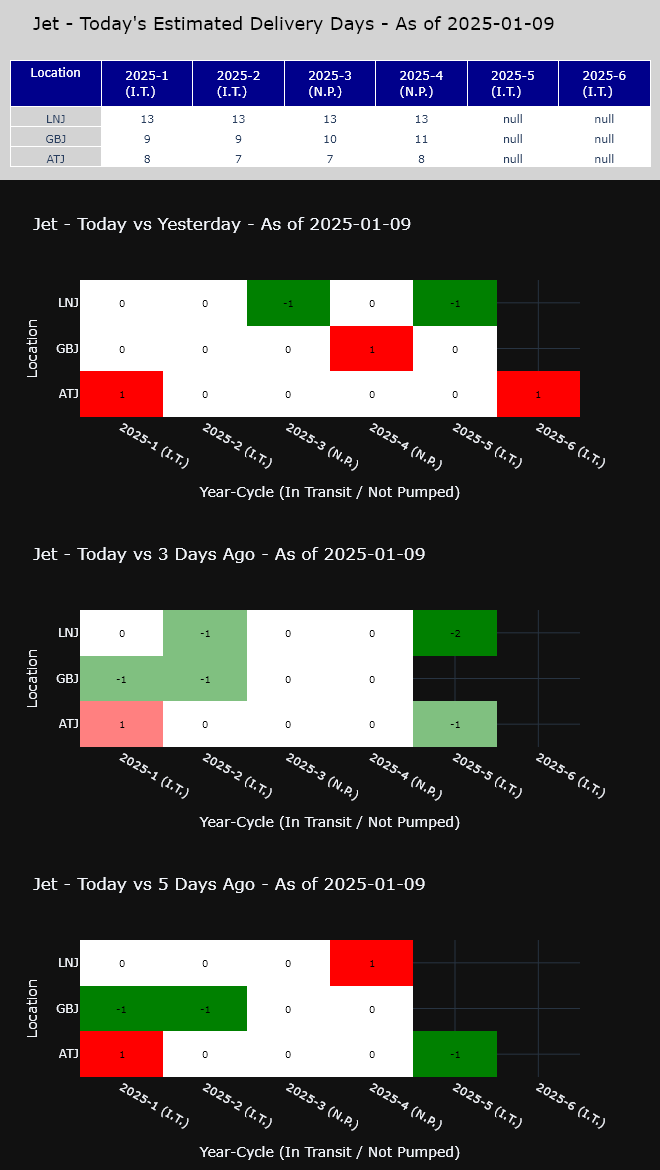 Jet - Today's Estimated Delivery Days - As of 2025-01-09
Location 2025-1 (I.T.) 2025-2 (I.T.) 2025-3 (N.P.) 2025-4 (N.P.) 2025-5 (I.T.) 2025-6 (I.T.)
LNJ 13 13 13 13 null null
GBJ 9 9 10 11 null null
ATJ 8 7 7 8 null null
Jet - Today vs Yesterday - As of 2025-01-09
Location
LNJ 0 0 -1 0 -1
GBJ 0 0 0 1 0
ATJ 1 0 0 0 0 1
2025-1 (I.T.) 2025-2 (I.T.) 2025-3 (N.P.) 2025-4 (N.P.) 2025-5 (I.T.) 2025-6 (I.T.)
Year-Cycle (In Transit / Not Pumped)
Jet - Today vs 3 Days Ago - As of 2025-01-09
Location
LNJ 0 -1 0 0 -2
GBJ -1 -1 0 0
ATJ 1 0 0 0 -1
2025-1 (I.T.) 2025-2 (I.T.) 2025-3 (N.P.) 2025-4 (N.P.) 2025-5 (I.T.) 2025-6 (I.T.)
Year-Cycle (In Transit / Not Pumped)
Jet - Today vs 5 Days Ago - As of 2025-01-09
Location
LNJ 0 0 0 1
GBJ -1 -1 0 0
ATJ 1 0 0 0 -1
2025-1 (I.T.) 2025-2 (I.T.) 2025-3 (N.P.) 2025-4 (N.P.) 2025-5 (I.T.) 2025-6 (I.T.)
Year-Cycle (In Transit / Not Pumped)